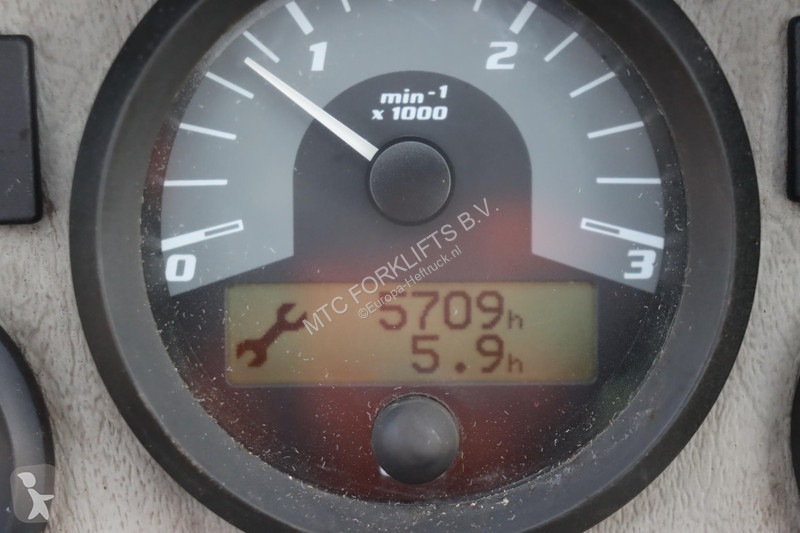 1 2
min -1
x 1000
0 3
MTC FORKLIFTS B.V.
©Europa-Heftruck.nl
5709h
5.9h